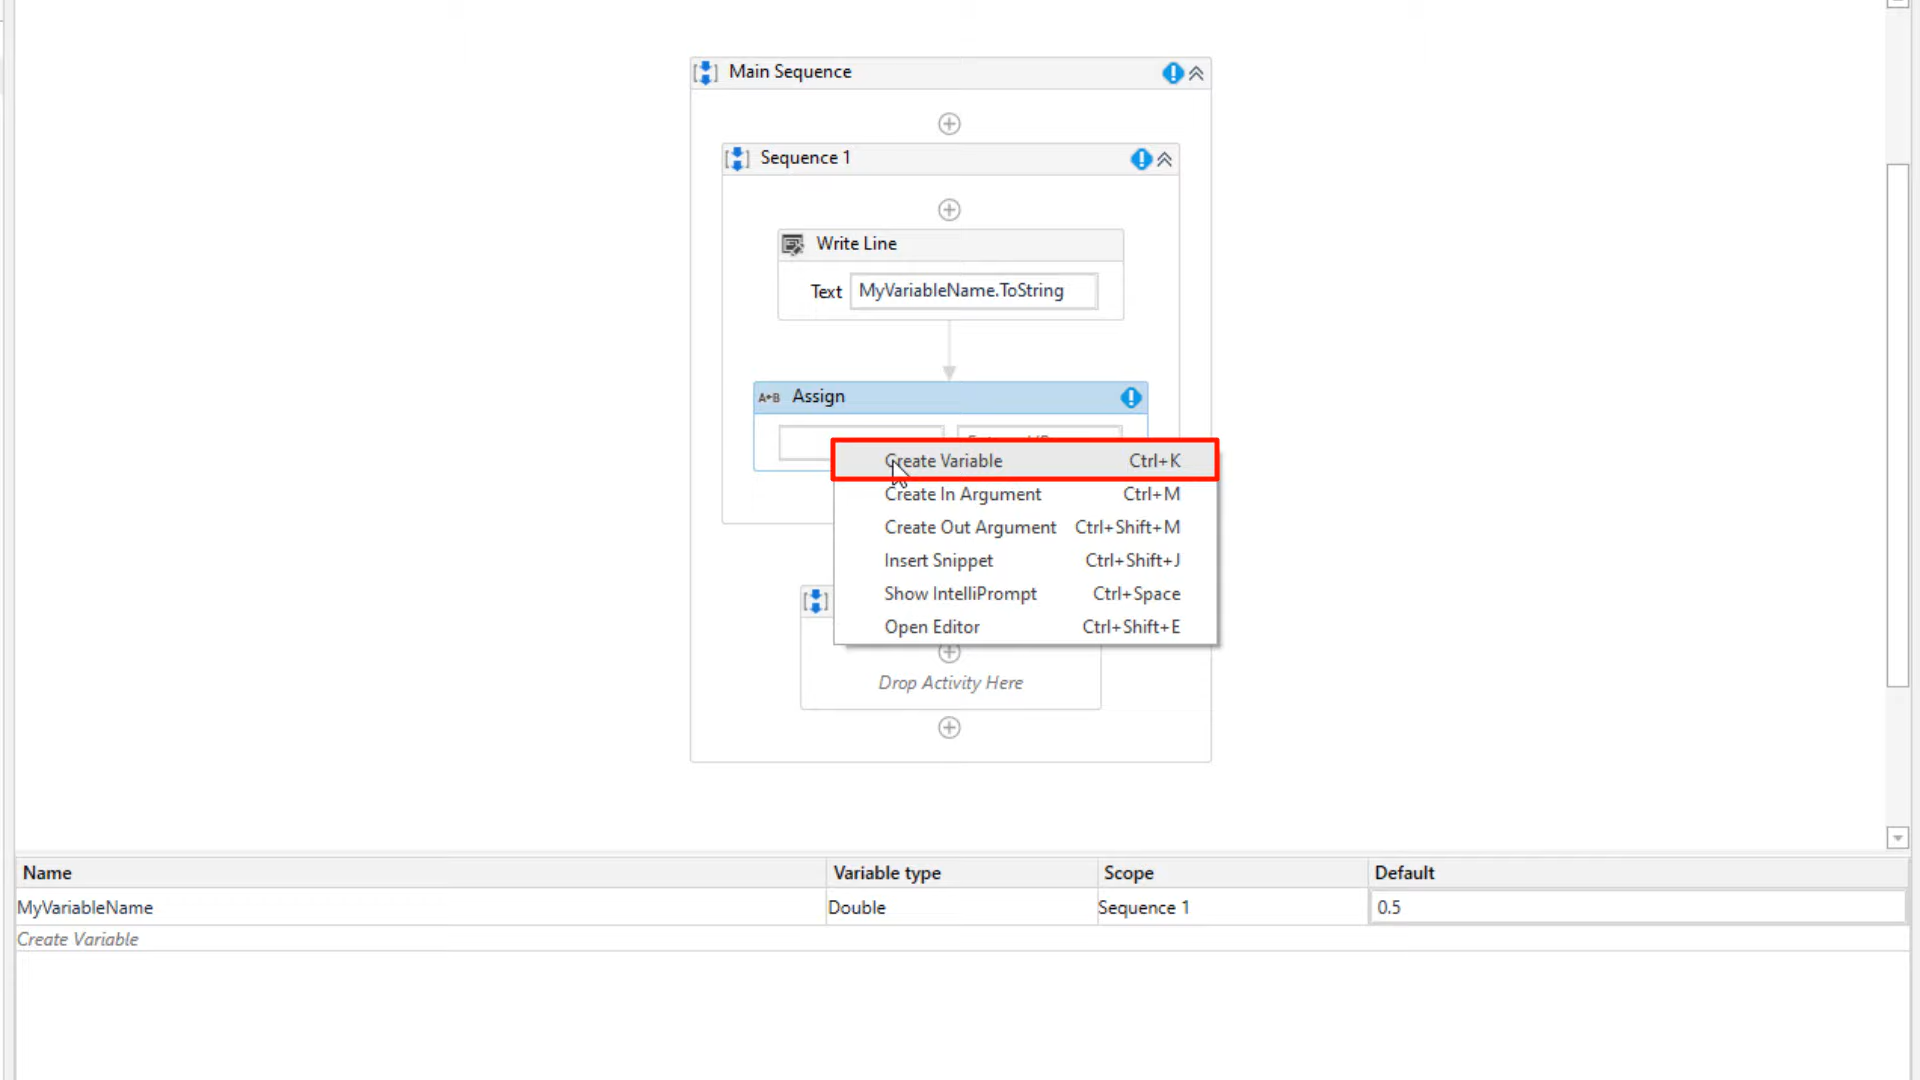 Main Sequence
Sequence 1
Write Line
Text MyVariableName.ToString
A+B Assign
Create Variable Ctrl+K
Create In Argument Ctrl+M
Create Out Argument Ctrl+Shift+M
Insert Snippet Ctrl+Shift+J
Show IntelliPrompt Ctrl+Space
Open Editor Ctrl+Shift+E
Drop Activity Here
Name Variable type Scope Default
MyVariableName Double Sequence 1 0.5
Create Variable